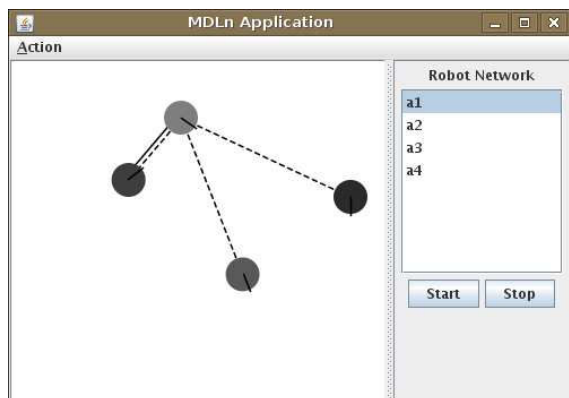 MDLn Application
Action
Robot Network
a1
a2
a3
a4
Start Stop